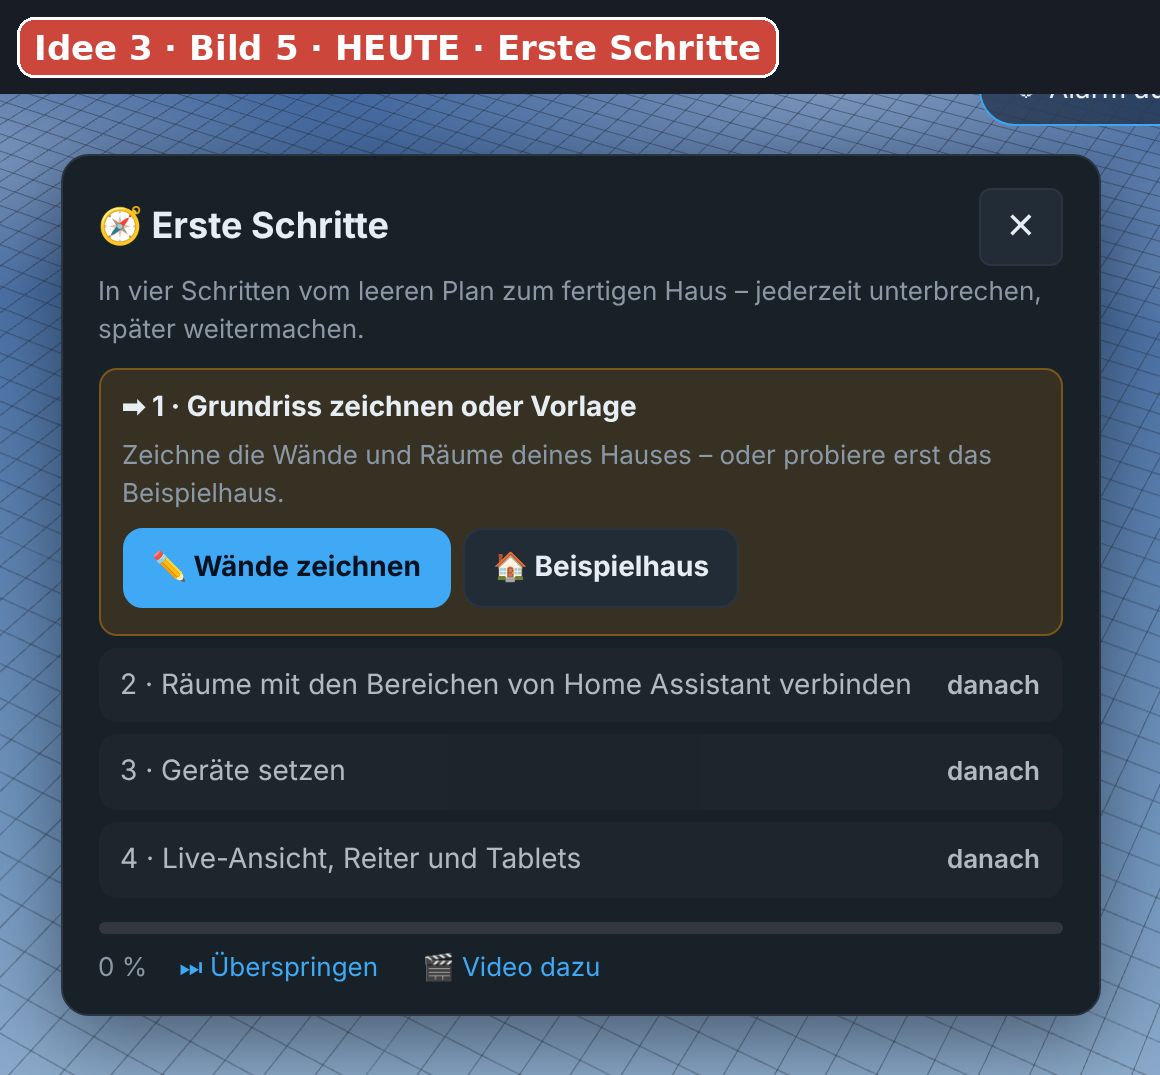 Idee 3 · Bild 5 · HEUTE · Erste Schritte
🧭 Erste Schritte
✕
In vier Schritten vom leeren Plan zum fertigen Haus – jederzeit unterbrechen,
später weitermachen.
➡ 1 · Grundriss zeichnen oder Vorlage
Zeichne die Wände und Räume deines Hauses – oder probiere erst das
Beispielhaus.
✏️ Wände zeichnen 🏠 Beispielhaus
2 · Räume mit den Bereichen von Home Assistant verbinden danach
3 · Geräte setzen danach
4 · Live-Ansicht, Reiter und Tablets danach
0 % ⏭ Überspringen 🎬 Video dazu